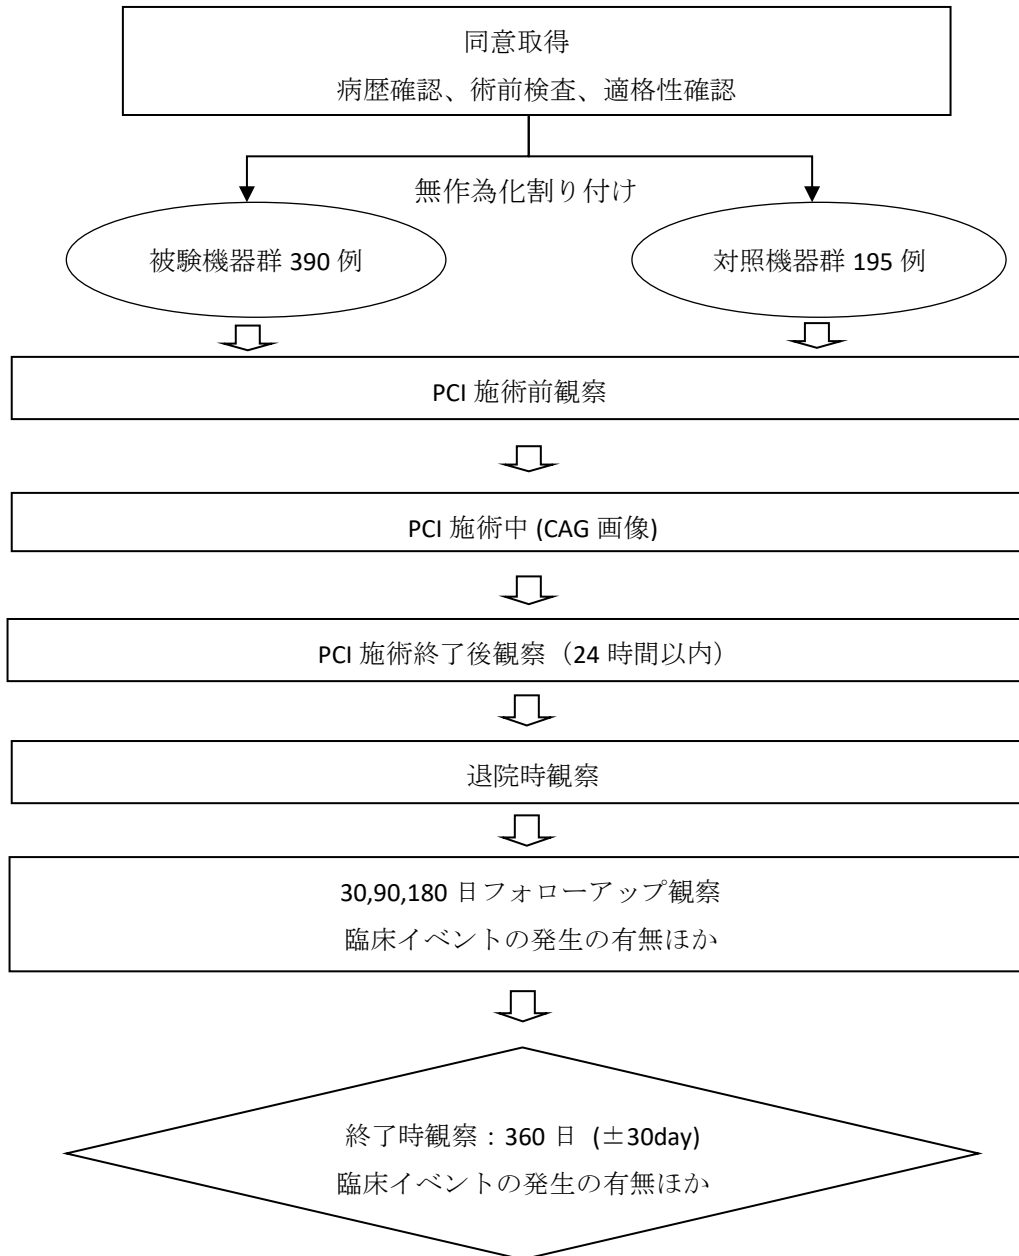 同意取得
病歴確認、術前検査、適格性確認
無作為化割り付け
被験機器群 390 例
対照機器群 195 例
PCI 施術前観察
PCI 施術中 (CAG 画像)
PCI 施術終了後観察（24 時間以内）
退院時観察
30,90,180 日フォローアップ観察
臨床イベントの発生の有無ほか
終了時観察：360 日 (±30day)
臨床イベントの発生の有無ほか